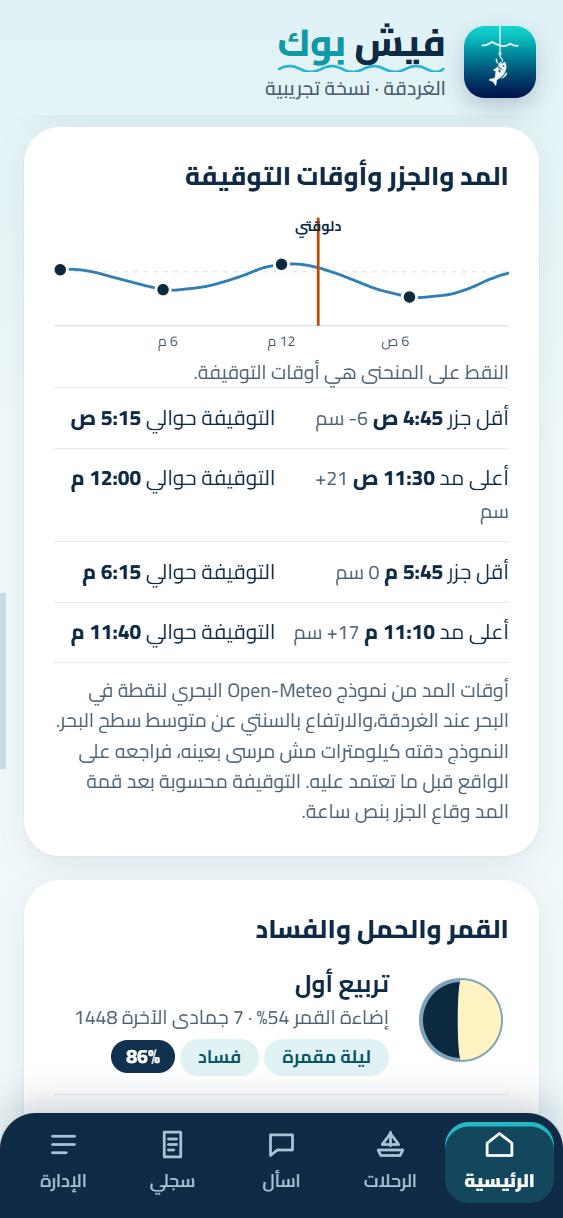 فيش بوك
الغردقة · نسخة تجريبية
المد والجزر وأوقات التوقيفة
دلوقتي
6 ص
12 م
6 م
النقط على المنحنى هي أوقات التوقيفة.
أقل جزر 4:45 ص 6- سم
التوقيفة حوالي 5:15 ص
أعلى مد 11:30 ص 21+
سم
التوقيفة حوالي 12:00 م
أقل جزر 5:45 م 0 سم
التوقيفة حوالي 6:15 م
أعلى مد 11:10 م 17+ سم
التوقيفة حوالي 11:40 م
أوقات المد من نموذج Open-Meteo البحري لنقطة في
البحر عند الغردقة،والارتفاع بالسنتي عن متوسط سطح البحر.
النموذج دقته كيلومترات مش مرسى بعينه، فراجعه على
الواقع قبل ما تعتمد عليه. التوقيفة محسوبة بعد قمة
المد وقاع الجزر بنص ساعة.
القمر والحمل والفساد
تربيع أول
إضاءة القمر 54% · 7 جمادى الآخرة 1448
ليلة مقمرة
فساد
86%
الرئيسية
الرحلات
اسأل
سجلي
الإدارة